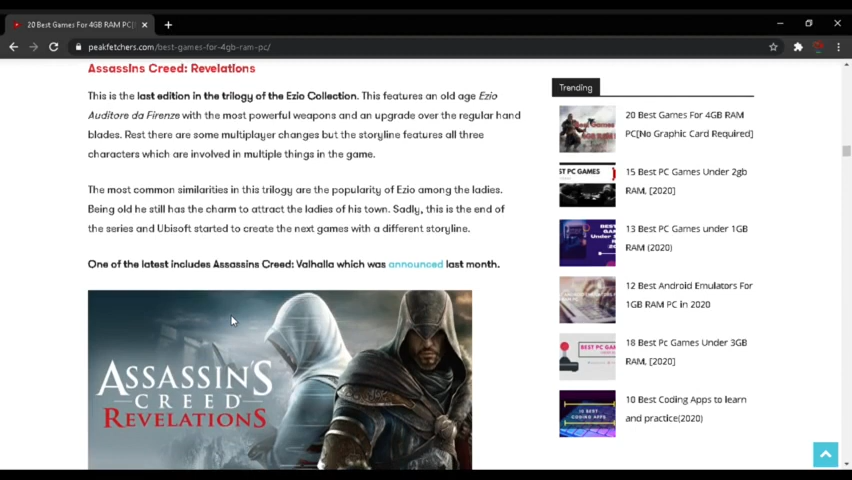 20 Best Games For 4GB RAM PC[
peakfetchers.com/best-games-for-4gb-ram-pc/
Assassins Creed: Revelations
This is the last edition in the trilogy of the Ezio Collection. This features an old age Ezio
Auditore da Firenze with the most powerful weapons and an upgrade over the regular hand
blades. Rest there are some multiplayer changes but the storyline features all three
characters which are involved in multiple things in the game.
The most common similarities in this trilogy are the popularity of Ezio among the ladies.
Being old he still has the charm to attract the ladies of his town. Sadly, this is the end of
the series and Ubisoft started to create the next games with a different storyline.
One of the latest includes Assassins Creed: Valhalla which was announced last month.
ASSASSIN'S
CREED
REVELATIONS
Trending
20 Best Games For 4GB RAM
PC[No Graphic Card Required]
ST PC GAMES
15 Best PC Games Under 2gb
RAM, [2020]
13 Best PC Games under 1GB
RAM (2020)
12 Best Android Emulators For
1GB RAM PC in 2020
BEST PC GAM
18 Best Pc Games Under 3GB
RAM, [2020]
10 BEST
CODING APPS
10 Best Coding Apps to learn
and practice(2020)